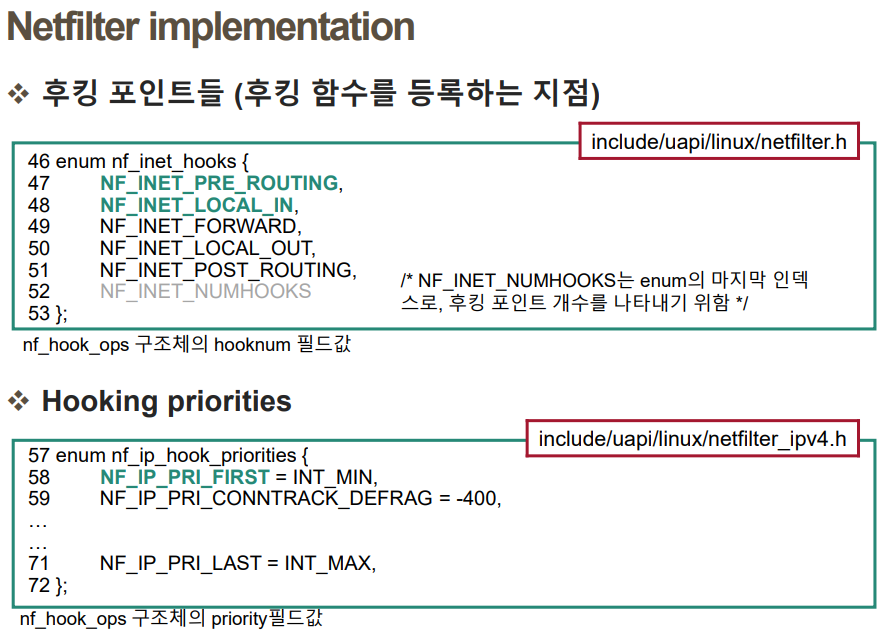 Netfilter implementation
❖ 후킹 포인트들 (후킹 함수를 등록하는 지점)
include/uapi/linux/netfilter.h
46 enum nf_inet_hooks {
47 NF_INET_PRE_ROUTING,
48 NF_INET_LOCAL_IN,
49 NF_INET_FORWARD,
50 NF_INET_LOCAL_OUT,
51 NF_INET_POST_ROUTING,
52 NF_INET_NUMHOOKS
/* NF_INET_NUMHOOKS는 enum의 마지막 인덱
스로, 후킹 포인트 개수를 나타내기 위함 */
53 };
nf_hook_ops 구조체의 hooknum 필드값
❖ Hooking priorities
include/uapi/linux/netfilter_ipv4.h
57 enum nf_ip_hook_priorities {
58 NF_IP_PRI_FIRST = INT_MIN,
59 NF_IP_PRI_CONNTRACK_DEFRAG = -400,
…
…
71 NF_IP_PRI_LAST = INT_MAX,
72 };
nf_hook_ops 구조체의 priority필드값